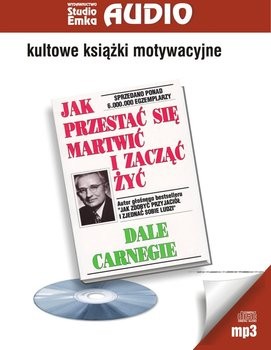 WYDAWNICTWO
Studio
Emka
AUDIO
kultowe książki motywacyjne
SPRZEDANO PONAD
6.000.000 EGZEMPLARZY
JAK
PRZESTAĆ SIĘ
MARTWIĆ
I ZACZĄĆ
ŻYĆ
Autor głośnego bestsellera
"JAK ZDOBYĆ PRZYJACIÓŁ
I ZJEDNAĆ SOBIE LUDZI"
DALE
CARNEGIE
mp3